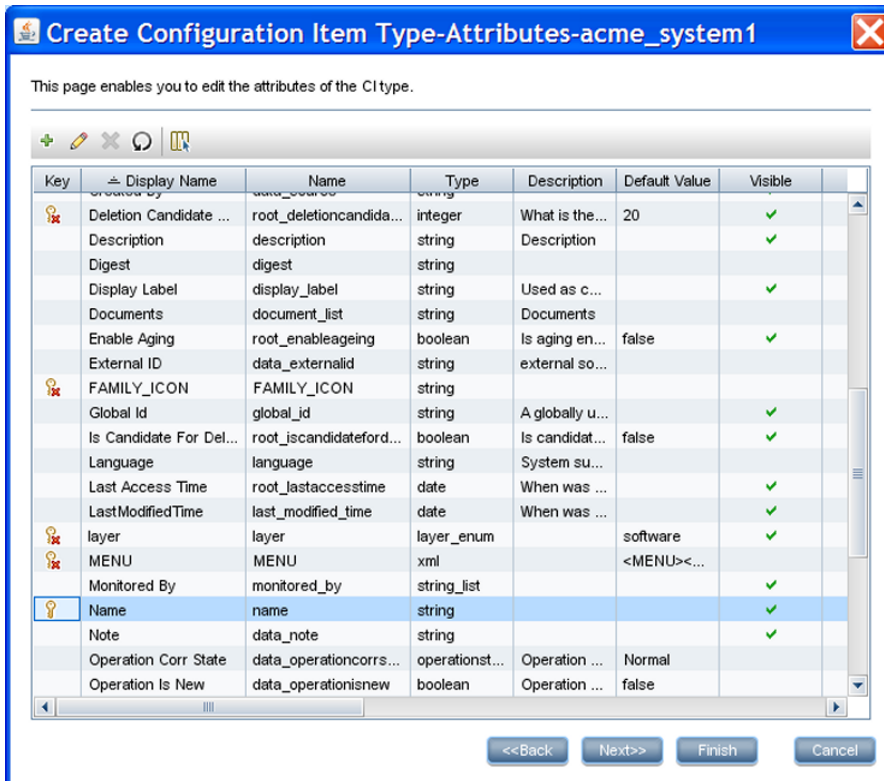 Create Configuration Item Type-Attributes-acme_system1
This page enables you to edit the attributes of the CI type.
Key Display Name Name Type Description Default Value Visible
Created By data_source string
Deletion Candidate ... root_deletioncandida... integer What is the... 20
Description description string Description
Digest digest string
Display Label display_label string Used as c...
Documents document_list string Documents
Enable Aging root_enableageing boolean Is aging en... false
External ID data_externalid string external so...
FAMILY_ICON FAMILY_ICON string
Global Id global_id string A globally u...
Is Candidate For Del... root_iscandidateford... boolean Is candidat... false
Language language string System su...
Last Access Time root_lastaccesstime date When was ...
LastModifiedTime last_modified_time date When was ...
layer layer layer_enum software
MENU MENU xml <MENU><...
Monitored By monitored_by string_list
Name name string
Note data_note string
Operation Corr State data_operationcorrs... operationst... Operation ... Normal
Operation Is New data_operationisnew boolean Operation ... false
<<Back Next>> Finish Cancel